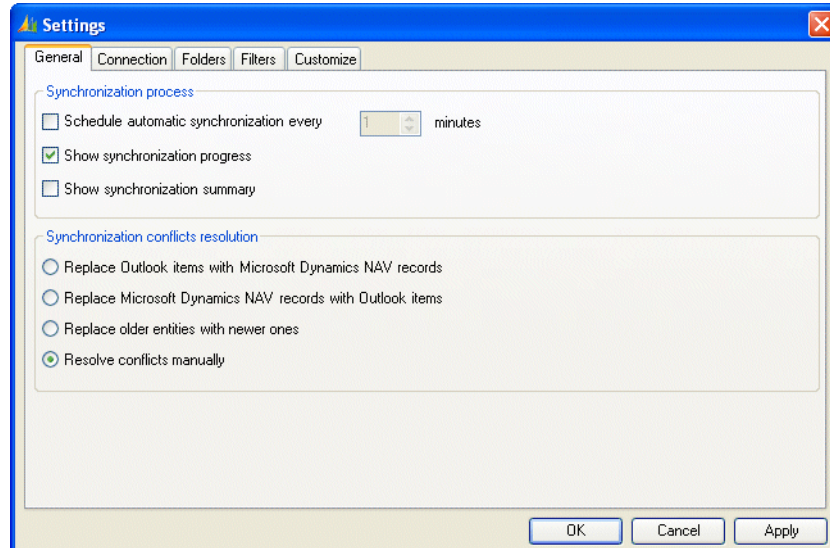 Settings
General Connection Folders Filters Customize
Synchronization process
Schedule automatic synchronization every 1 minutes
Show synchronization progress
Show synchronization summary
Synchronization conflicts resolution
Replace Outlook items with Microsoft Dynamics NAV records
Replace Microsoft Dynamics NAV records with Outlook items
Replace older entities with newer ones
Resolve conflicts manually
OK Cancel Apply